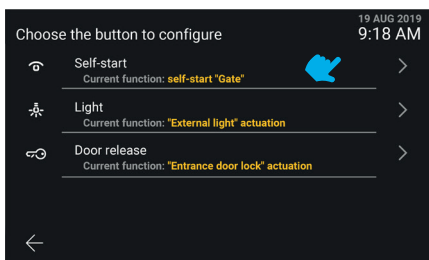 19 AUG 2019
Choose the button to configure
9:18 AM
Self-start
Current function: self-start "Gate"
Light
Current function: "External light" actuation
Door release
Current function: "Entrance door lock" actuation